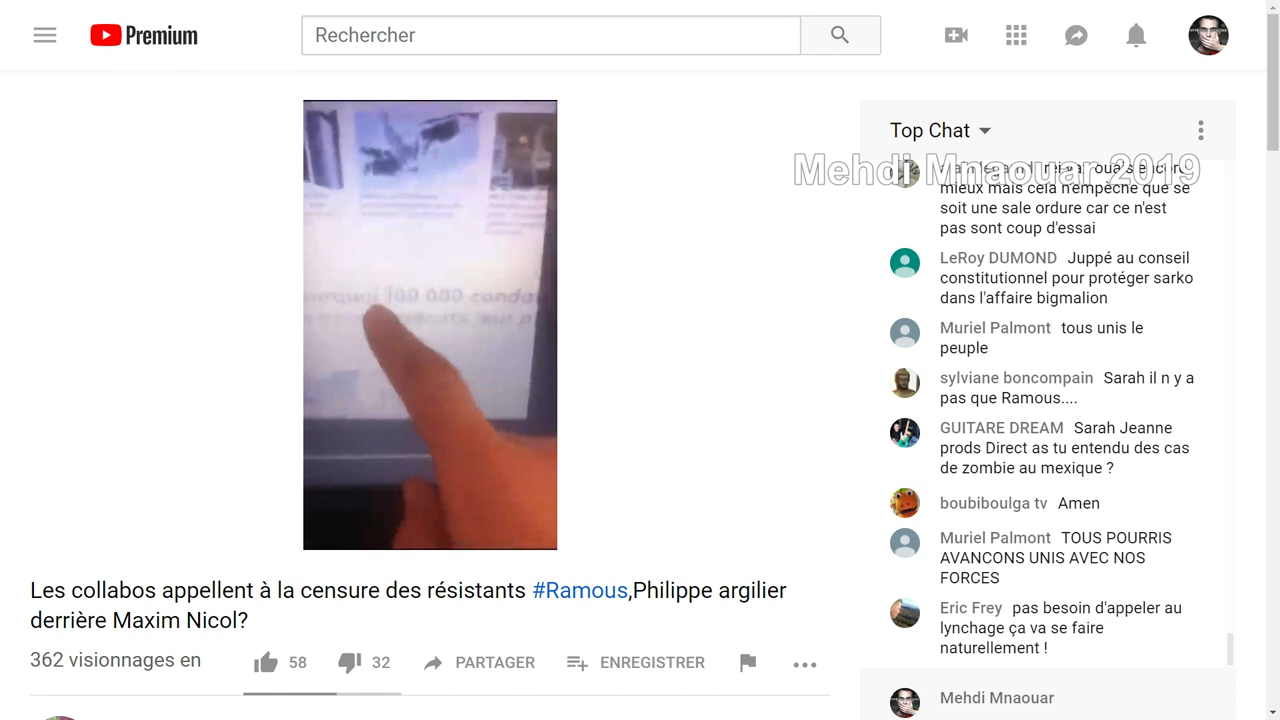 Premium
Rechercher
Top Chat
Mehdi Mnaouar 2019
mieux mais cela n'empèche que se
soit une sale ordure car ce n'est
pas sont coup d'essai
LeRoy DUMOND Juppé au conseil
constitutionnel pour protéger sarko
dans l'affaire bigmalion
Muriel Palmont tous unis le
peuple
sylviane boncompain Sarah il n y a
pas que Ramous....
GUITARE DREAM Sarah Jeanne
prods Direct as tu entendu des cas
de zombie au mexique ?
boubiboulga tv Amen
Muriel Palmont TOUS POURRIS
AVANCONS UNIS AVEC NOS
FORCES
Eric Frey pas besoin d'appeler au
lynchage ça va se faire
naturellement !
Mehdi Mnaouar
100 000
Les collabos appellent à la censure des résistants #Ramous,Philippe argilier
derrière Maxim Nicol?
362 visionnages en
58
32
PARTAGER
ENREGISTRER